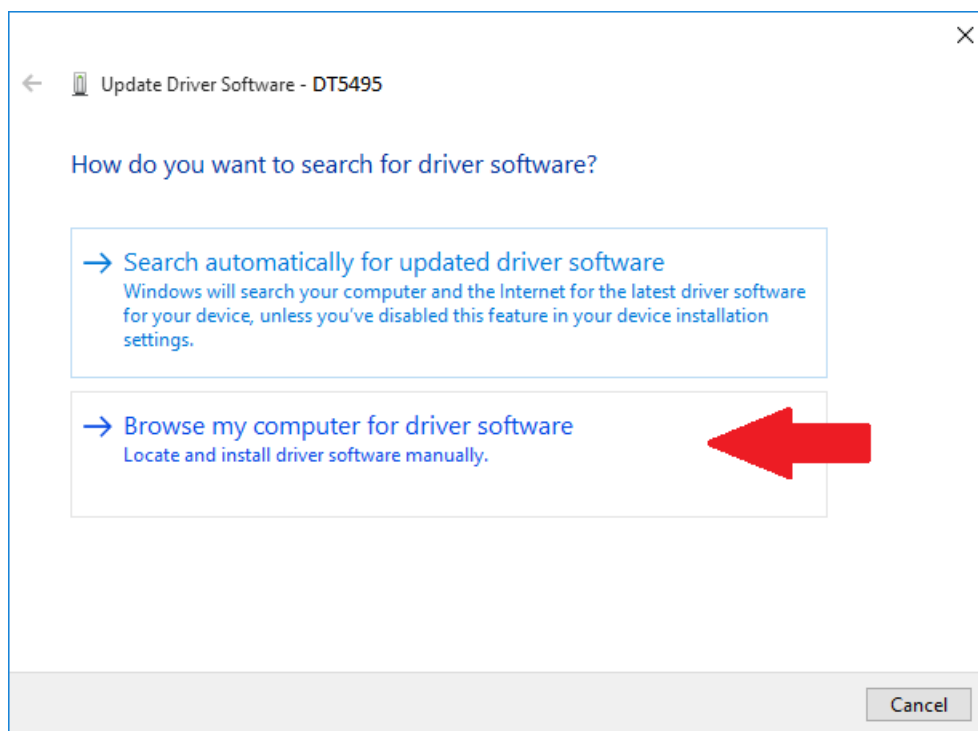 Update Driver Software - DT5495
How do you want to search for driver software?
Search automatically for updated driver software
Windows will search your computer and the Internet for the latest driver software
for your device, unless you've disabled this feature in your device installation
settings.
Browse my computer for driver software
Locate and install driver software manually.
Cancel